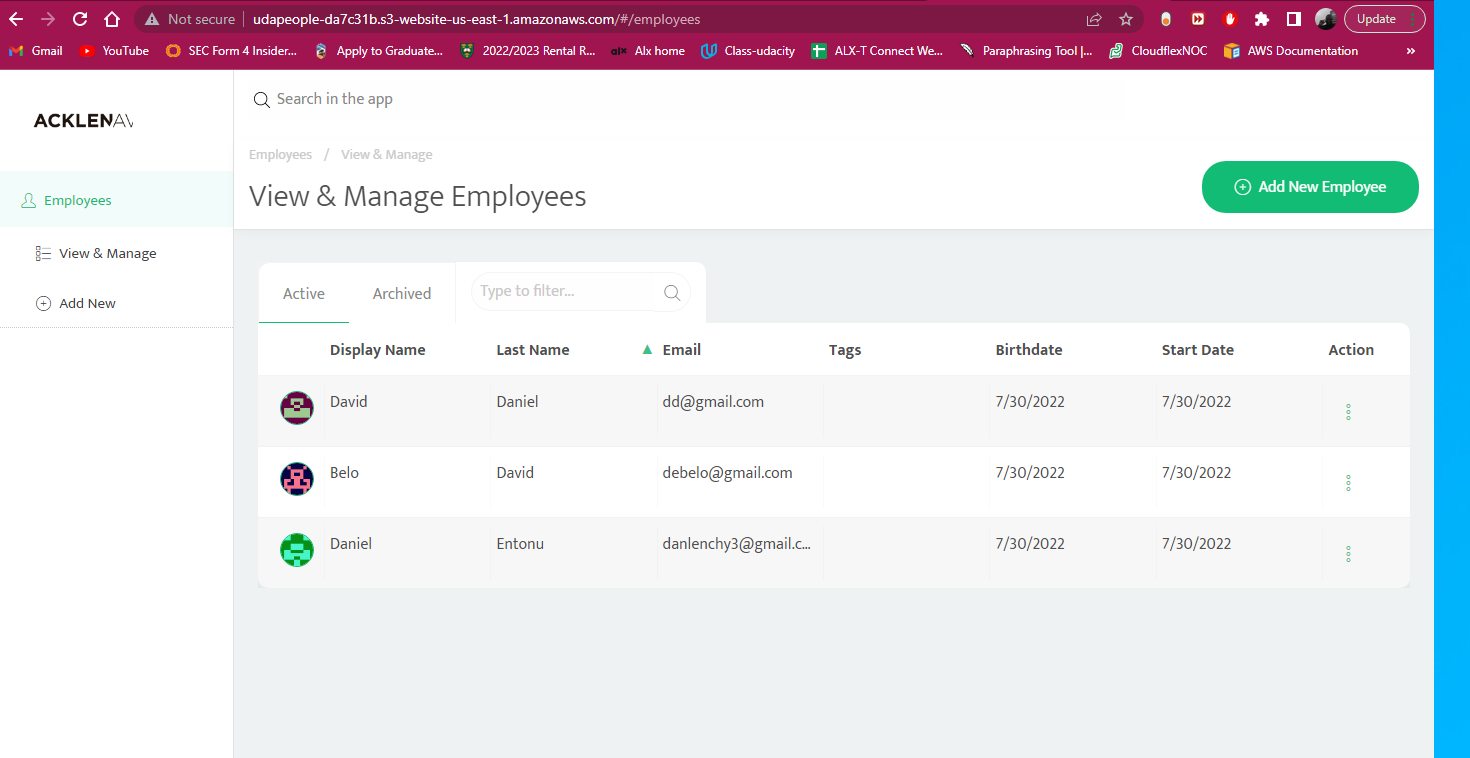 Not secure | udapeople-da7c31b.s3-website-us-east-1.amazonaws.com/#/employees Update
Gmail YouTube SEC Form 4 Insider... Apply to Graduate... 2022/2023 Rental R... alx Alx home Class-udacity ALX-T Connect We... Paraphrasing Tool |... CloudflexNOC AWS Documentation »
ACKLENAV
Search in the app
Employees / View & Manage
View & Manage Employees
Add New Employee
Employees
View & Manage
Add New
Active Archived Type to filter...
Display Name Last Name Email Tags Birthdate Start Date Action
David Daniel dd@gmail.com 7/30/2022 7/30/2022
Belo David debelo@gmail.com 7/30/2022 7/30/2022
Daniel Entonu danlenchy3@gmail.c... 7/30/2022 7/30/2022